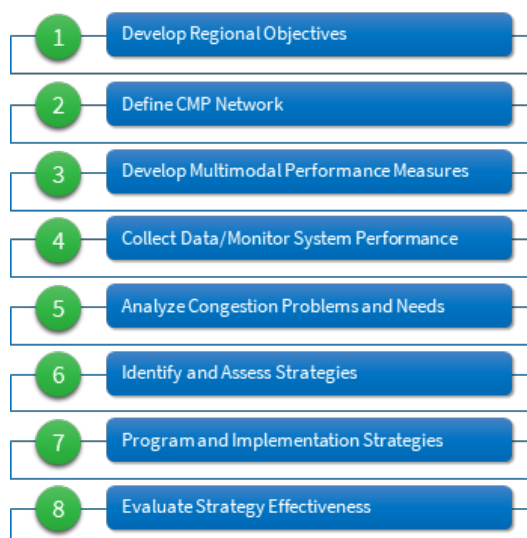 1 Develop Regional Objectives
2 Define CMP Network
3 Develop Multimodal Performance Measures
4 Collect Data/Monitor System Performance
5 Analyze Congestion Problems and Needs
6 Identify and Assess Strategies
7 Program and Implementation Strategies
8 Evaluate Strategy Effectiveness